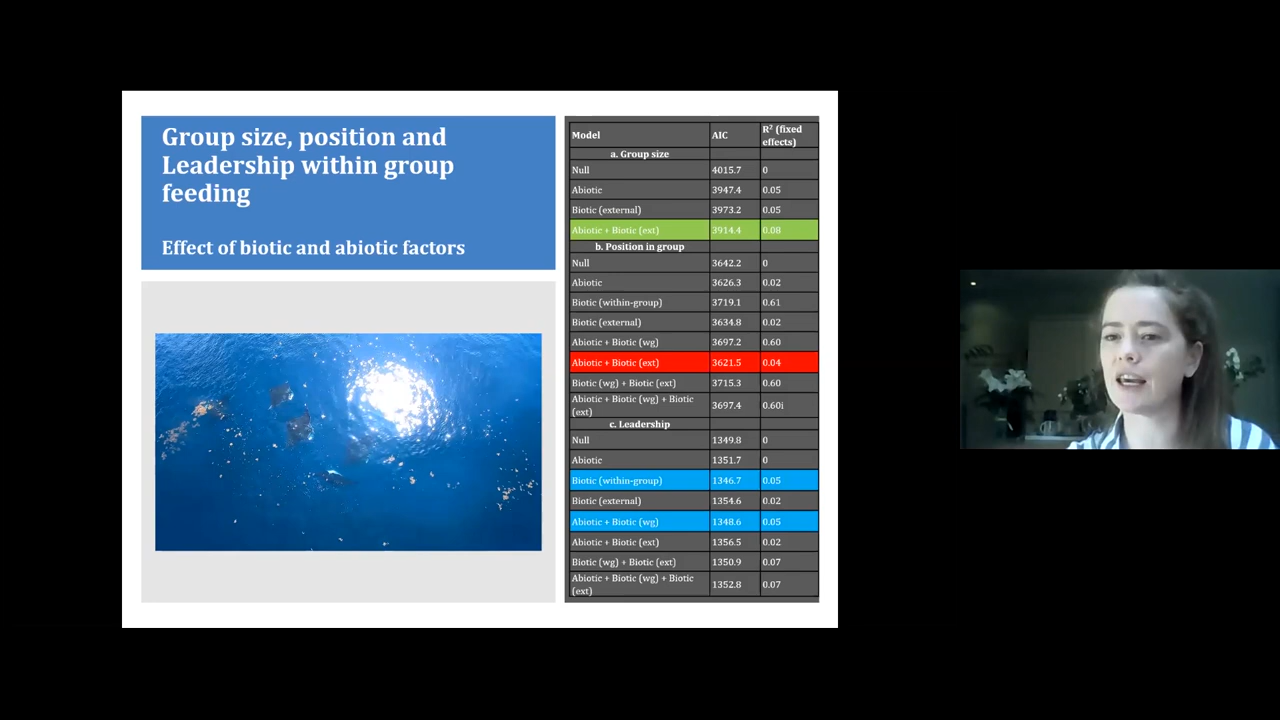 Group size, position and
Leadership within group
feeding
Effect of biotic and abiotic factors
Model AIC R² (fixed effects)
a. Group size
Null 4015.7 0
Abiotic 3947.4 0.05
Biotic (external) 3973.2 0.05
Abiotic + Biotic (ext) 3914.4 0.08
b. Position in group
Null 3642.2 0
Abiotic 3626.3 0.02
Biotic (within-group) 3719.1 0.61
Biotic (external) 3634.8 0.02
Abiotic + Biotic (wg) 3697.2 0.60
Abiotic + Biotic (ext) 3621.5 0.04
Biotic (wg) + Biotic (ext) 3715.3 0.60
Abiotic + Biotic (wg) + Biotic (ext) 3697.4 0.60i
c. Leadership
Null 1349.8 0
Abiotic 1351.7 0
Biotic (within-group) 1346.7 0.05
Biotic (external) 1354.6 0.02
Abiotic + Biotic (wg) 1348.6 0.05
Abiotic + Biotic (ext) 1356.5 0.02
Biotic (wg) + Biotic (ext) 1350.9 0.07
Abiotic + Biotic (wg) + Biotic (ext) 1352.8 0.07